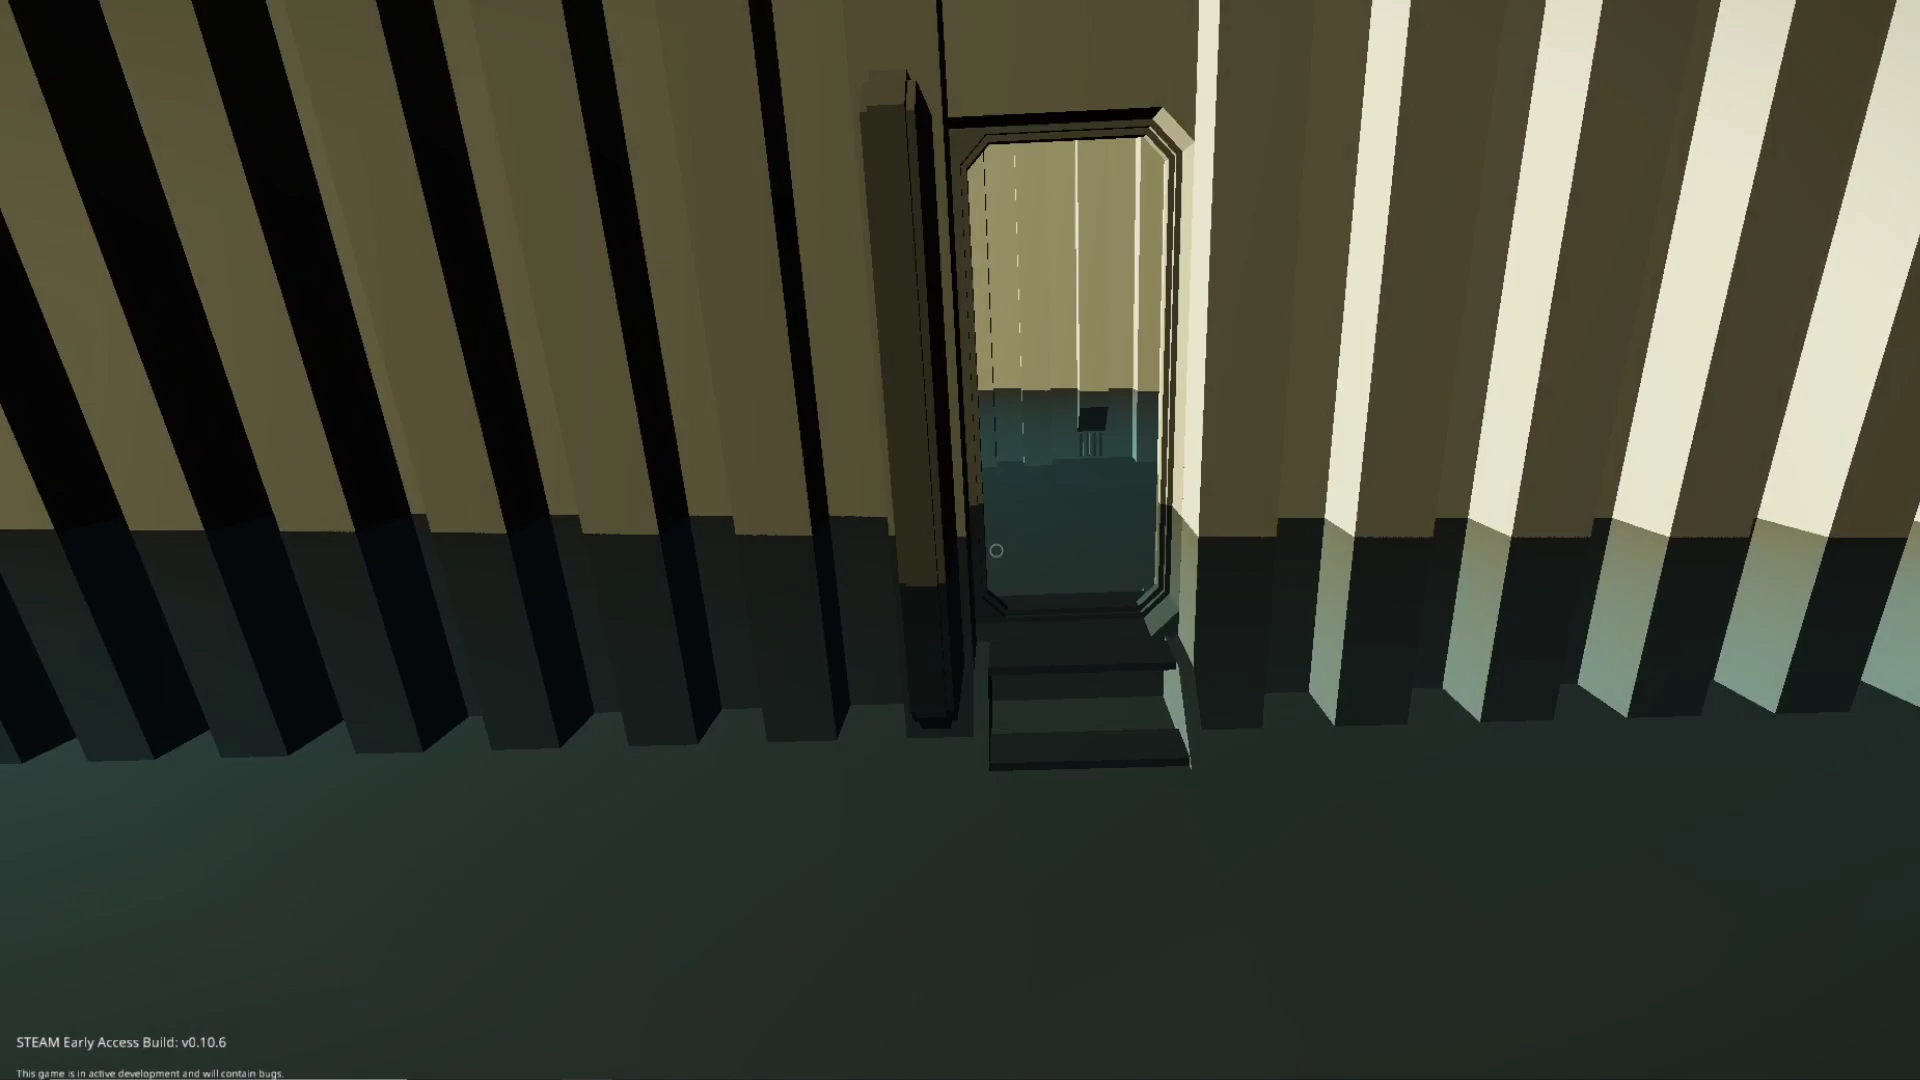 STEAM Early Access Build: v0.10.6
This game is in active development and will contain bugs.